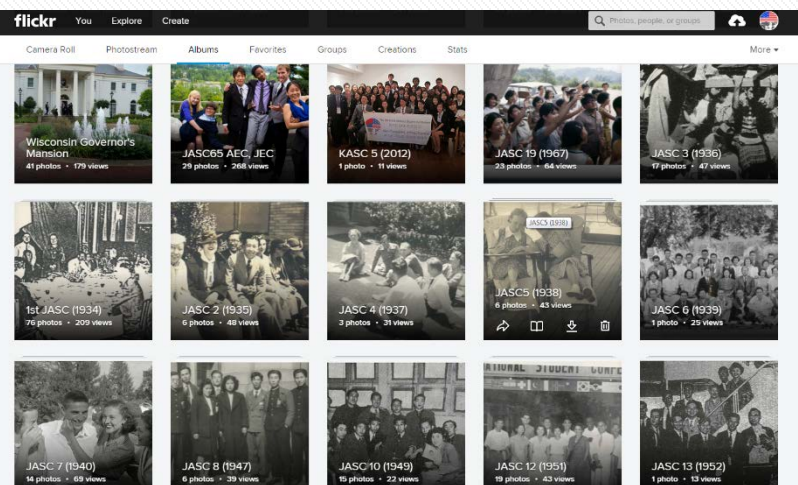 flickr You Explore Create Photos, people, or groups
Camera Roll Photostream Albums Favorites Groups Creations Stats More
Wisconsin Governor's
Mansion
41 photos • 179 views
JASC65 AEC, JEC
29 photos • 268 views
KASC 5 (2012)
1 photo • 11 views
JASC 19 (1967)
23 photos • 64 views
JASC 3 (1936)
17 photos • 47 views
1st JASC (1934)
76 photos • 209 views
JASC 2 (1935)
6 photos • 48 views
JASC 4 (1937)
3 photos • 31 views
JASC5 (1938)
JASC5 (1938)
6 photos • 43 views
JASC 6 (1939)
1 photo • 25 views
JASC 7 (1940)
14 photos • 69 views
JASC 8 (1947)
6 photos • 39 views
JASC 10 (1949)
15 photos • 22 views
STUDENT
JASC 12 (1951)
19 photos • 43 views
JASC 13 (1952)
1 photo • 13 views